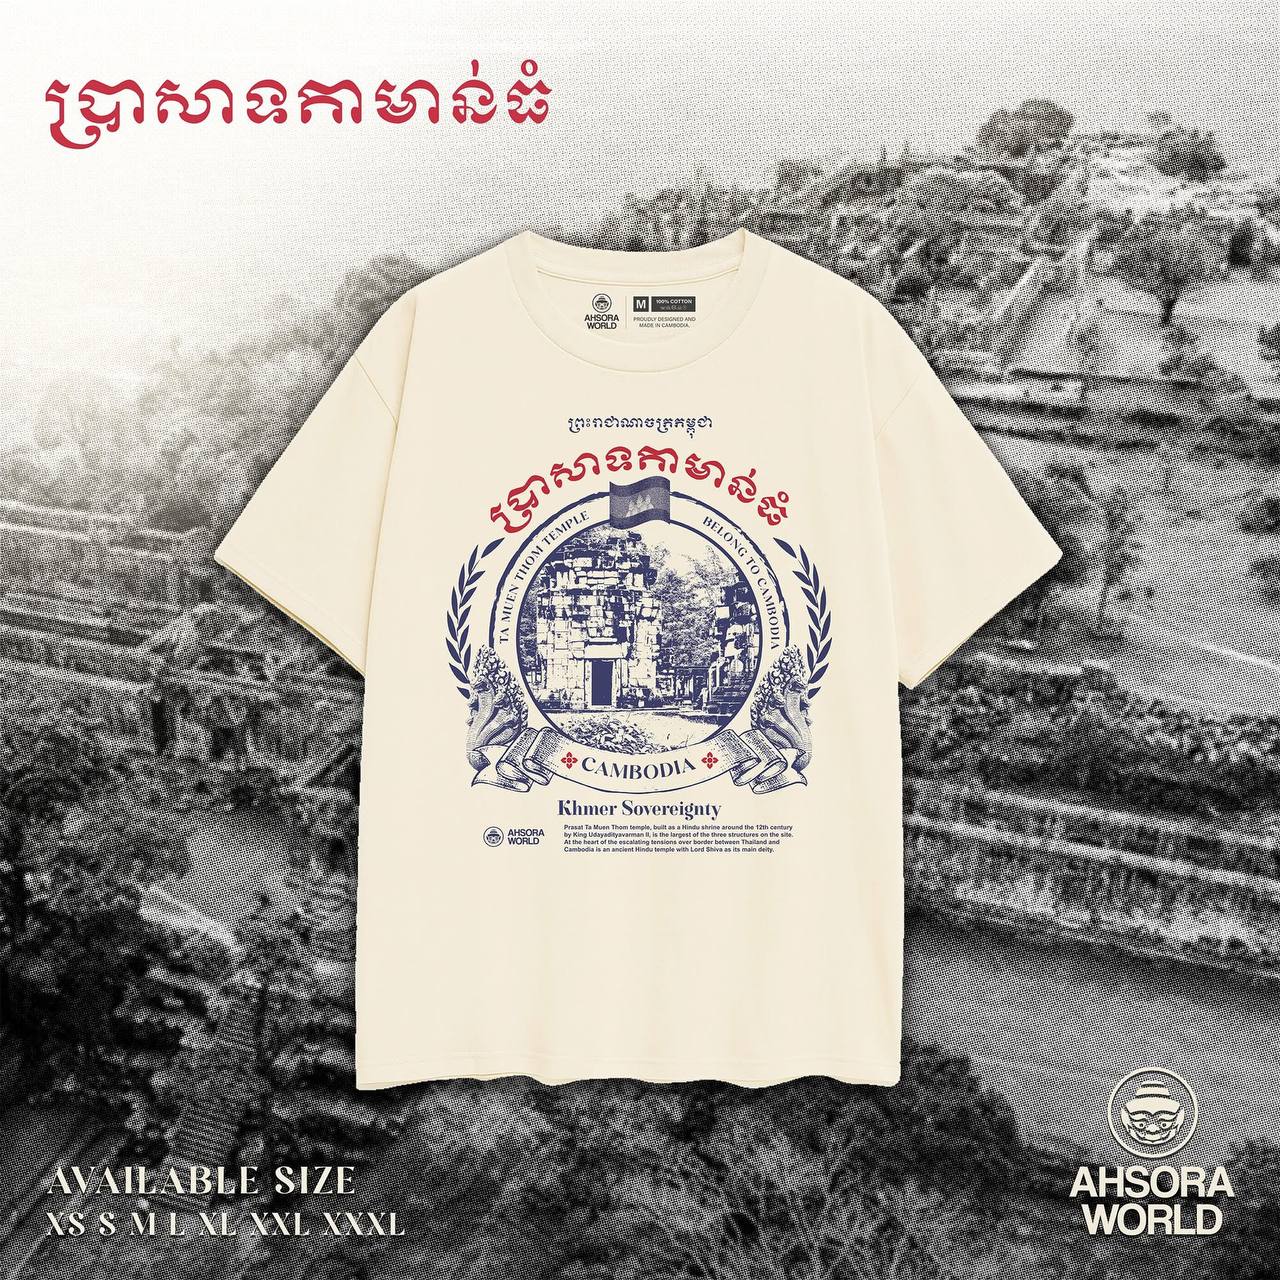 ប្រាសាទតាមាន់ធំ
AHSORA
WORLD
M
100% COTTON
PROUDLY DESIGNED AND
MADE IN CAMBODIA.
ព្រះរាជាណាចក្រកម្ពុជា
ប្រាសាទតាមាន់ធំ
TA MUEN THOM TEMPLE
BELONG TO CAMBODIA
CAMBODIA
Khmer Sovereignty
AHSORA
WORLD
Prasat Ta Muen Thom temple, built as a Hindu shrine around the 12th century
by King Udayadityavarman II, is the largest of the three structures on the site.
At the heart of the escalating tensions over border between Thailand and
Cambodia is an ancient Hindu temple with Lord Shiva as its main deity.
AVAILABLE SIZE
XS S M L XL XXL XXXL
AHSORA
WORLD